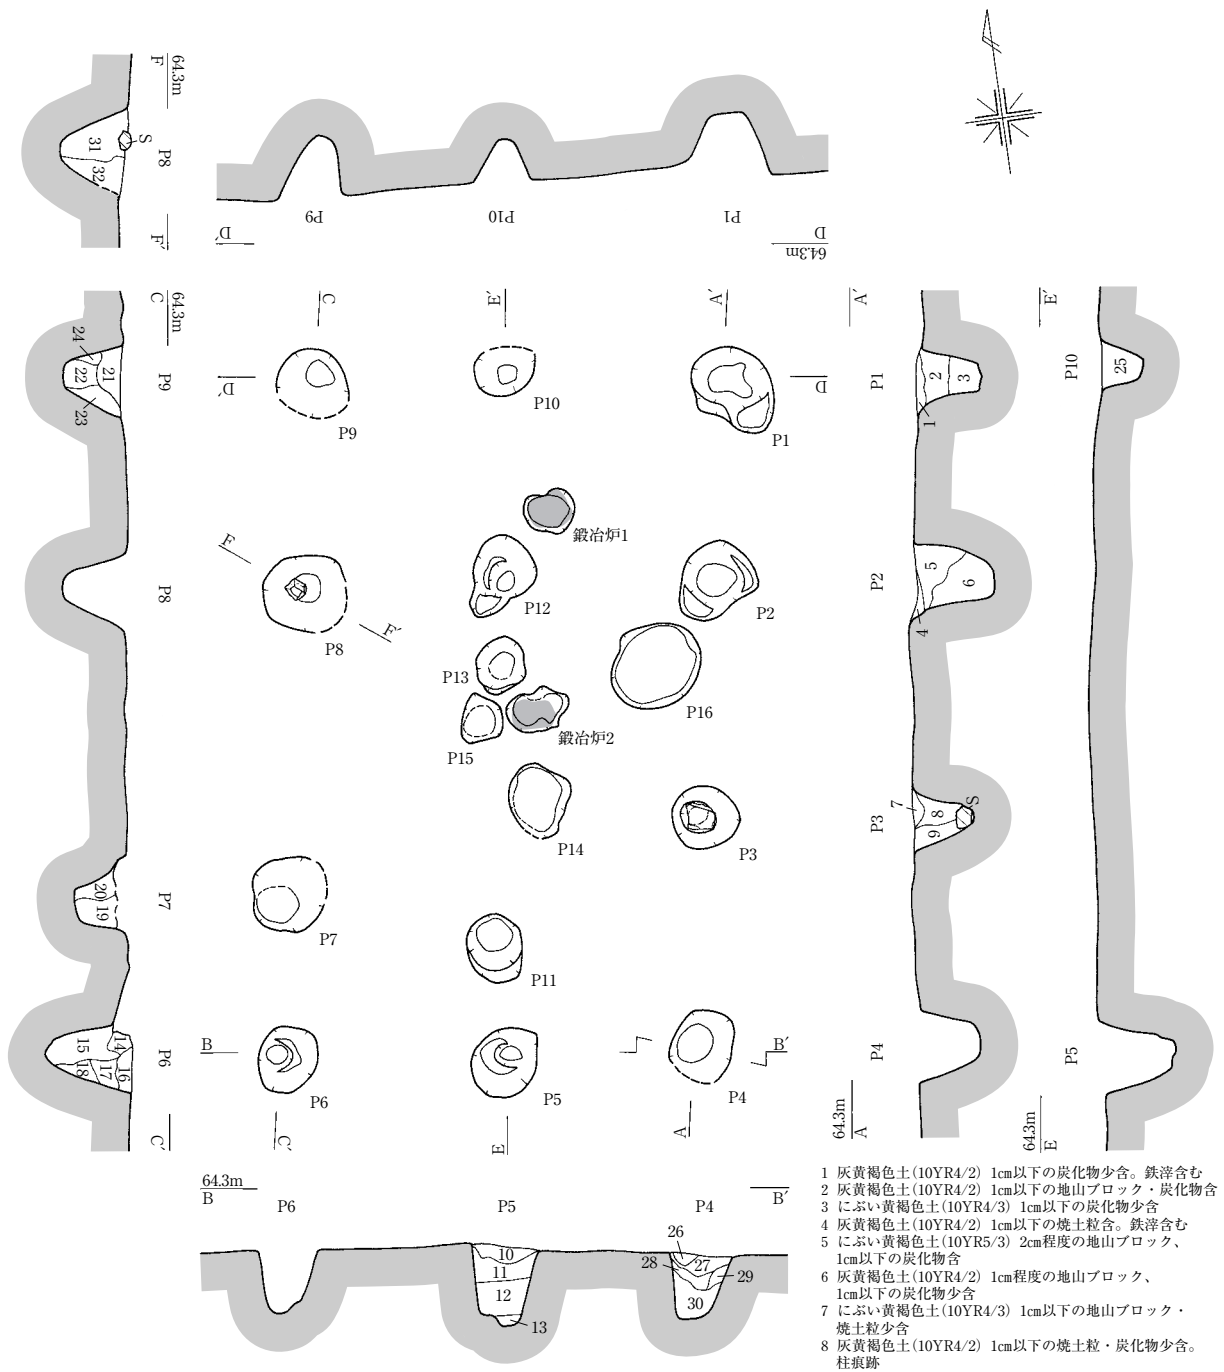 64.3m
F
S
31
32
P8
F′
P9
P10
P1
D′
D
64.3m
64.3m
C
C
E′
A′
A′
E′
24
22
21
23
P9
D′
D
P1
2
3
1
P10
25
P9
P10
P1
鍛冶炉1
F
P12
P2
P2
5
6
4
P8
P8
F′
P13
P16
P15
鍛冶炉2
P14
P3
P3
7
8
9
S
20
19
P7
P7
P11
15
14
18
17
16
P6
B
B′
P4
P5
P6
P5
P4
C′
C′
E
A
64.3m
A
64.3m
E
64.3m
B
P6
P5
P4
B′
10
11
12
13
26
27
28
29
30
1 灰黄褐色土(10YR4/2) 1㎝以下の炭化物少含。鉄滓含む
2 灰黄褐色土(10YR4/2) 1㎝以下の地山ブロック・炭化物含
3 にぶい黄褐色土(10YR4/3) 1㎝以下の炭化物少含
4 灰黄褐色土(10YR4/2) 1㎝以下の焼土粒含。鉄滓含む
5 にぶい黄褐色土(10YR5/3) 2㎝程度の地山ブロック、
1㎝以下の炭化物含
6 灰黄褐色土(10YR4/2) 1㎝程度の地山ブロック、
1㎝以下の炭化物少含
7 にぶい黄褐色土(10YR4/3) 1㎝以下の地山ブロック・
焼土粒少含
8 灰黄褐色土(10YR4/2) 1㎝以下の焼土粒・炭化物少含。
柱痕跡